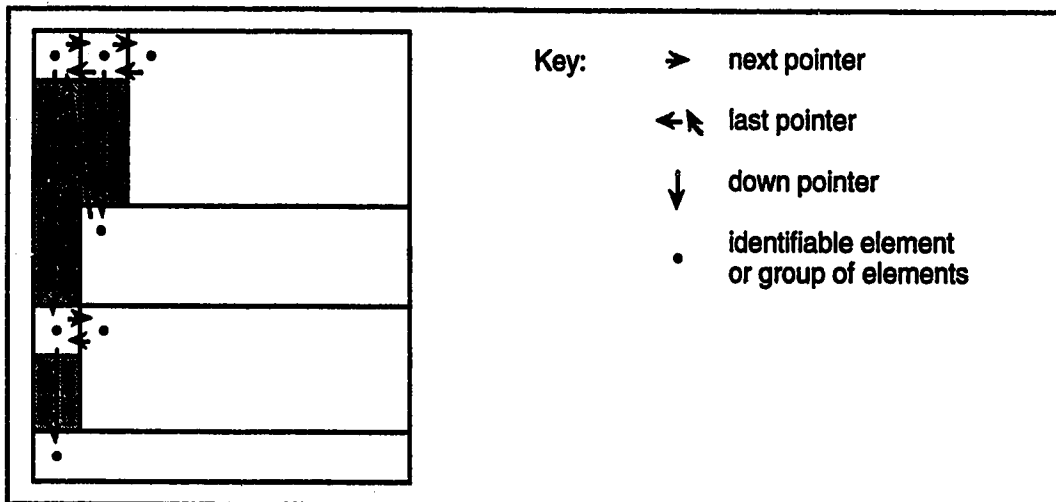 Key:
next pointer
last pointer
down pointer
identifiable element
or group of elements